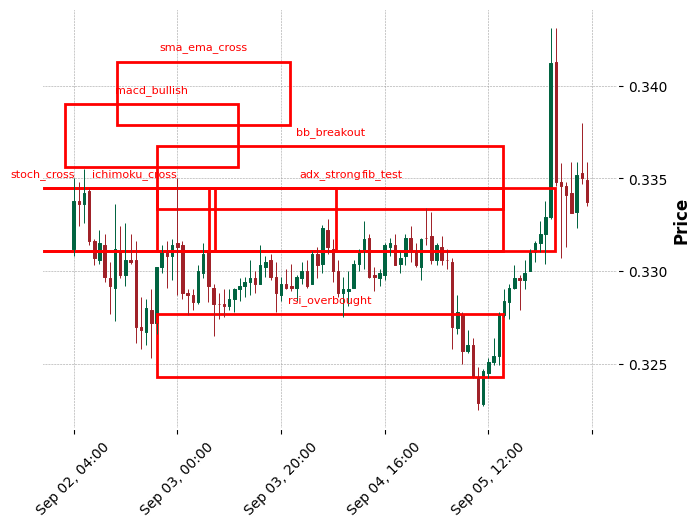 sma_ema_cross
macd_bullish
bb_breakout
stoch_cross
ichimoku_cross
adx_strong
fib_test
rsi_overbought
0.340
0.335
0.330
0.325
Price
Sep 02, 04:00
Sep 03, 00:00
Sep 03, 20:00
Sep 04, 16:00
Sep 05, 12:00